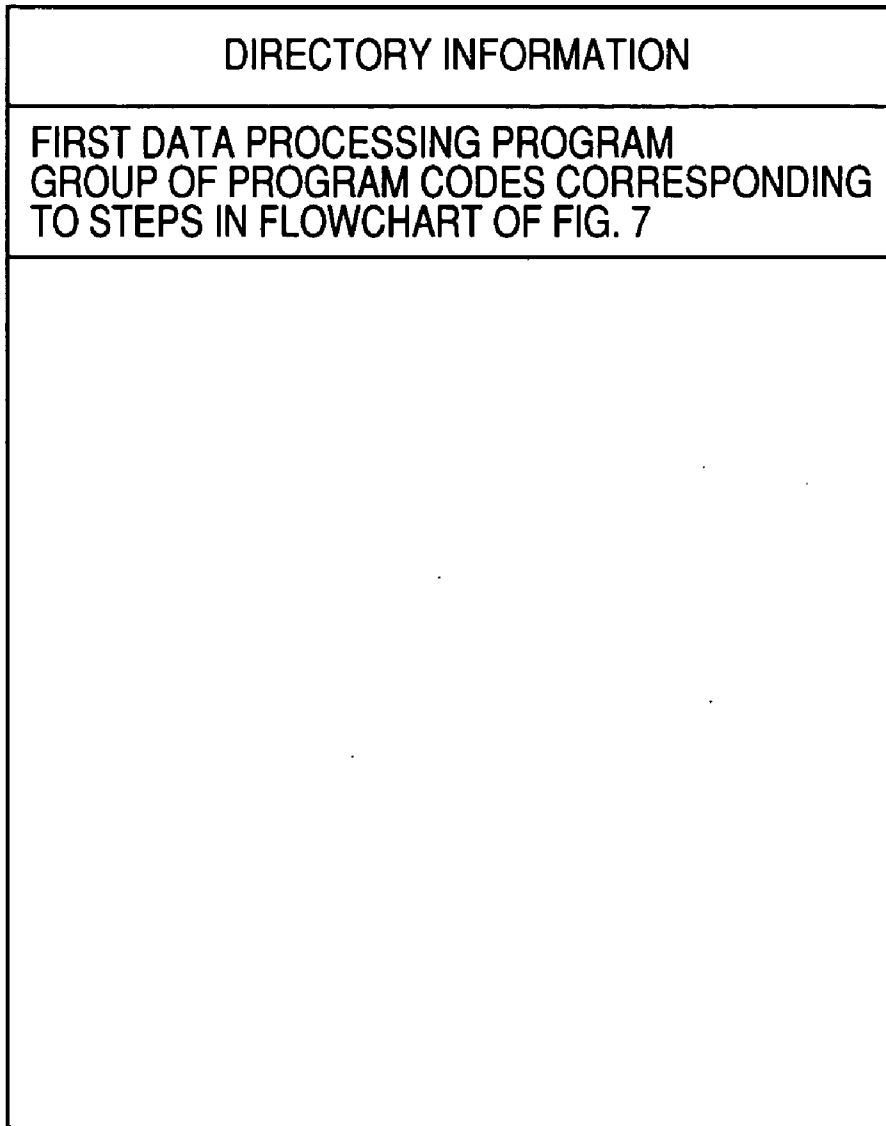 DIRECTORY INFORMATION
FIRST DATA PROCESSING PROGRAM
GROUP OF PROGRAM CODES CORRESPONDING
TO STEPS IN FLOWCHART OF FIG. 7